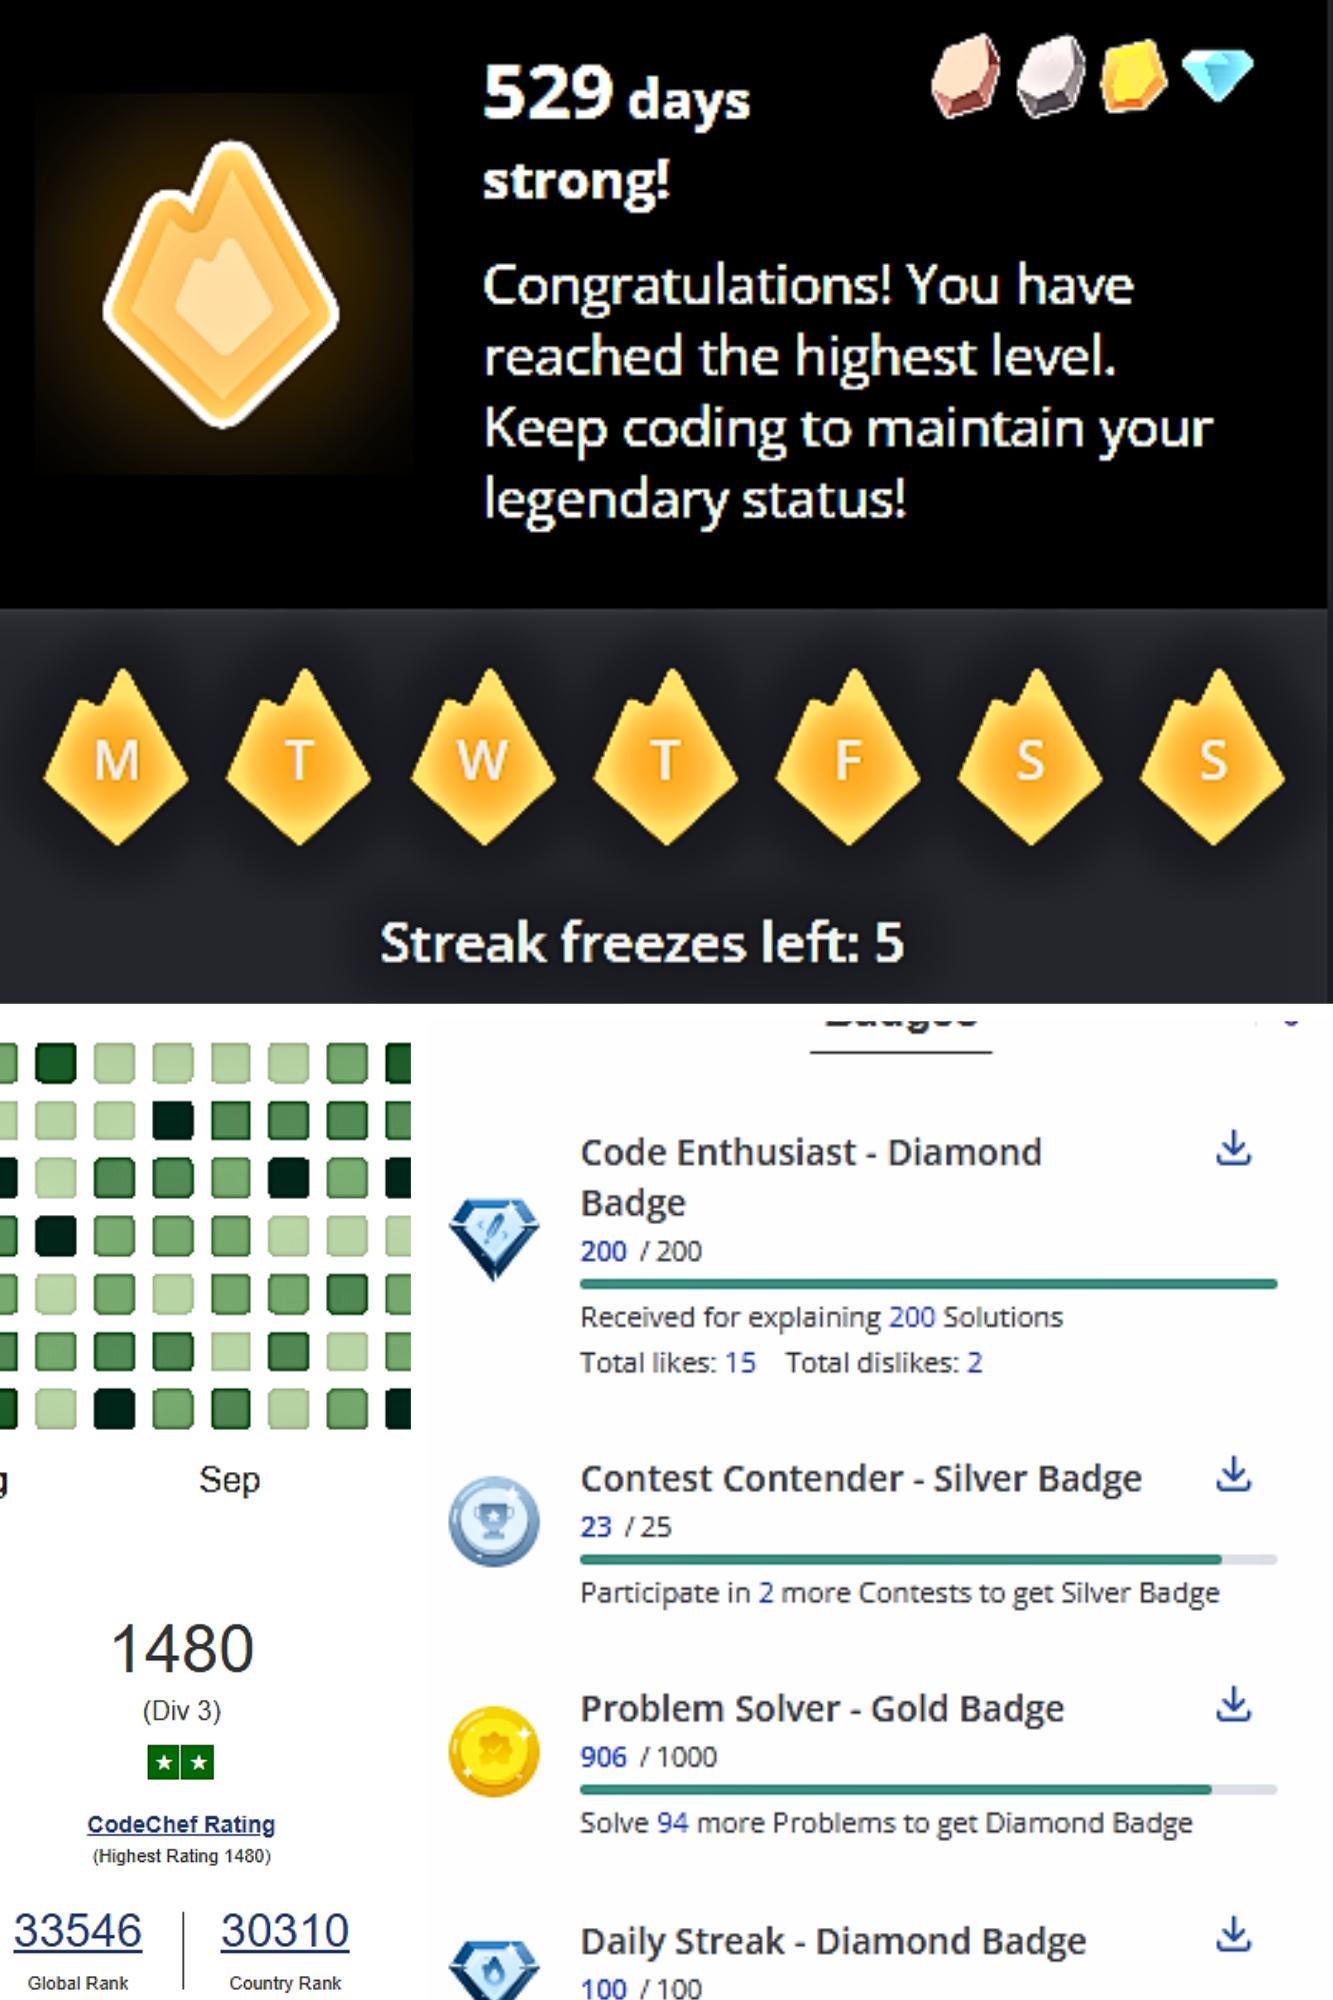 529 days
strong!
Congratulations! You have
reached the highest level.
Keep coding to maintain your
legendary status!
M T W T F S S
Streak freezes left: 5
Sep
1480
(Div 3)
CodeChef Rating
(Highest Rating 1480)
33546
Global Rank
30310
Country Rank
Badges
Code Enthusiast - Diamond
Badge
200 / 200
Received for explaining 200 Solutions
Total likes: 15 Total dislikes: 2
Contest Contender - Silver Badge
23 / 25
Participate in 2 more Contests to get Silver Badge
Problem Solver - Gold Badge
906 / 1000
Solve 94 more Problems to get Diamond Badge
Daily Streak - Diamond Badge
100 / 100